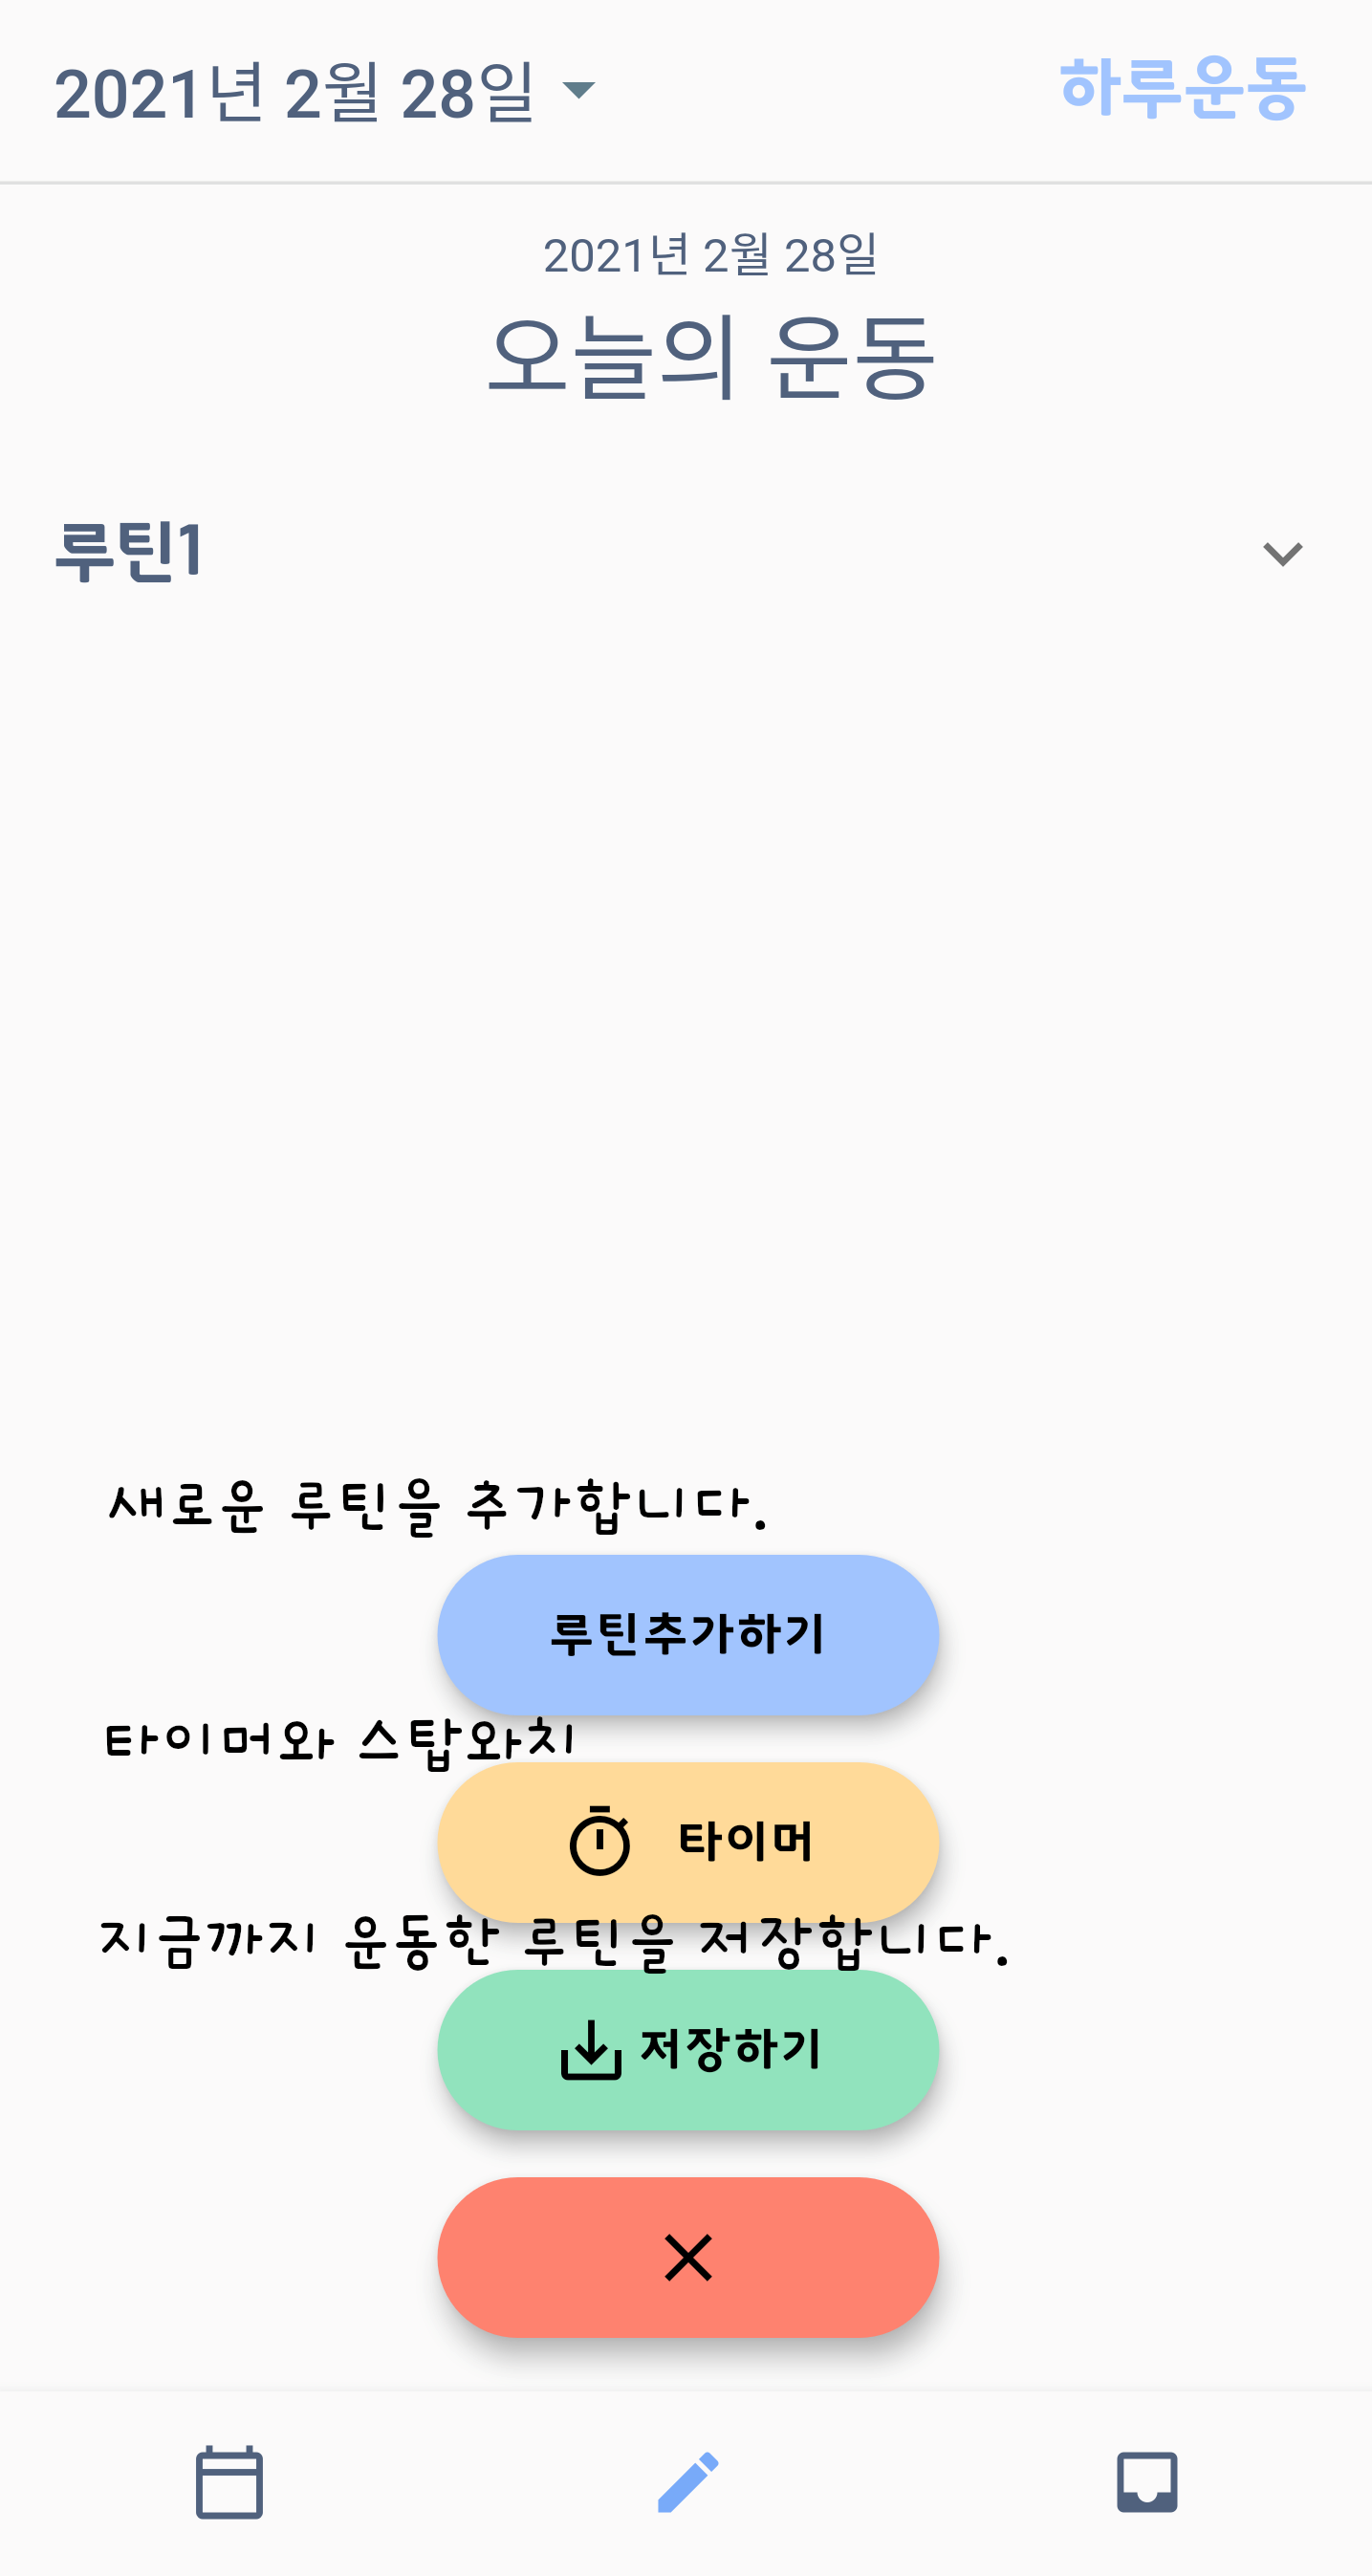 2021년 2월 28일 하루운동
2021년 2월 28일
오늘의 운동
루틴1
새로운 루틴을 추가합니다.
루틴추가하기
타이머와 스탑와치
타이머
지금까지 운동한 루틴을 저장합니다.
저장하기